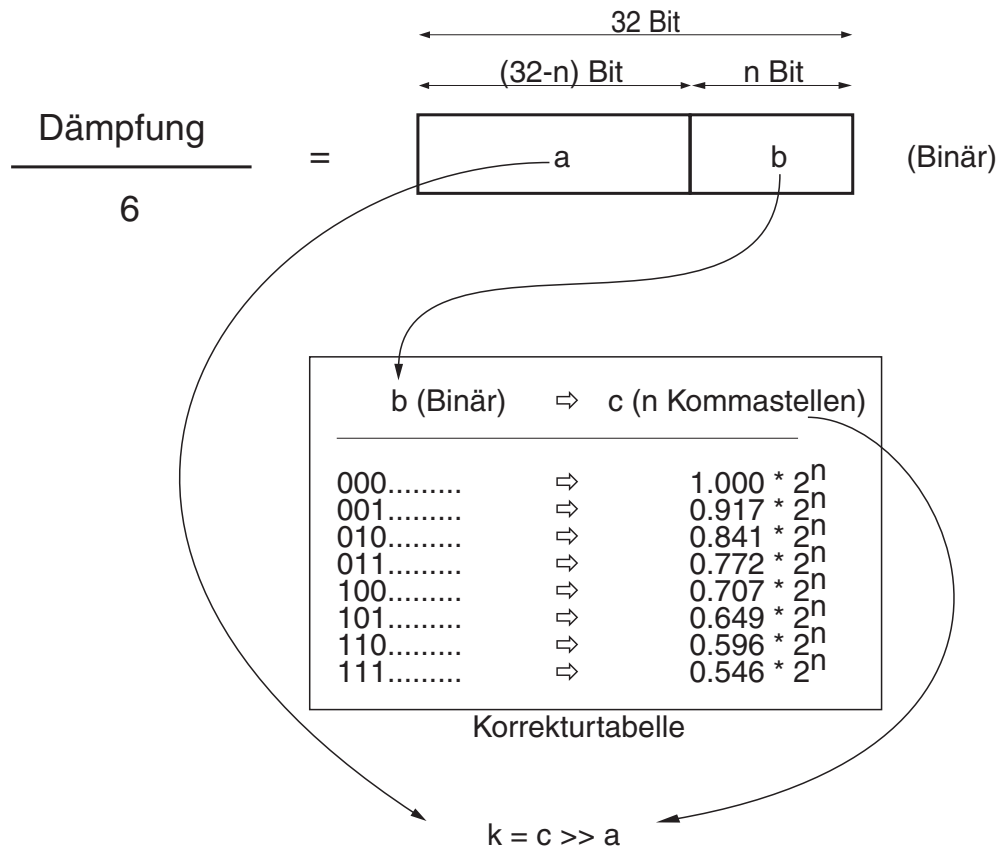 32 Bit
(32-n) Bit
n Bit
Dämpfung
6
=
a
b
(Binär)
b (Binär) ⇨ c (n Kommastellen)
000......... ⇨ 1.000 * 2^n
001......... ⇨ 0.917 * 2^n
010......... ⇨ 0.841 * 2^n
011......... ⇨ 0.772 * 2^n
100......... ⇨ 0.707 * 2^n
101......... ⇨ 0.649 * 2^n
110......... ⇨ 0.596 * 2^n
111......... ⇨ 0.546 * 2^n
Korrekturtabelle
k = c >> a